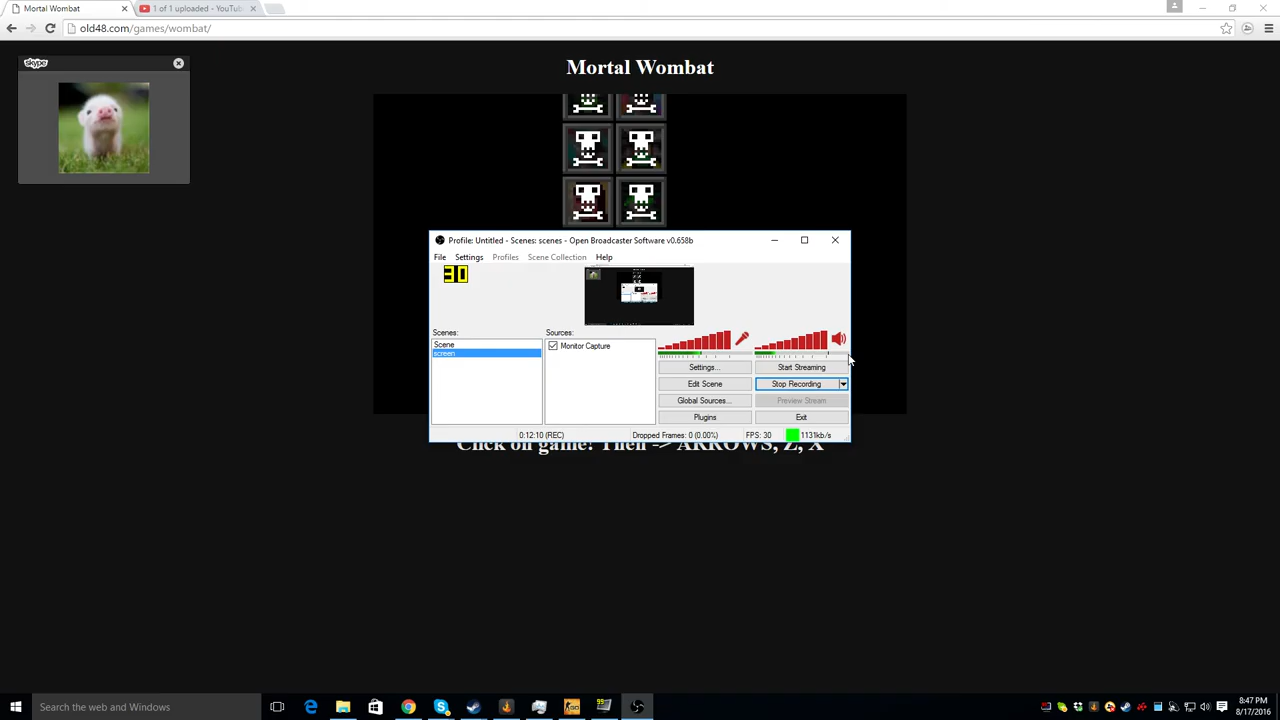 Mortal Wombat
1 of 1 uploaded - YouTub
old48.com/games/wombat/
skype
Mortal Wombat
Profile: Untitled - Scenes: scenes - Open Broadcaster Software v0.658b
File Settings Profiles Scene Collection Help
30
Scenes:
Sources:
Scene
screen
Monitor Capture
Settings...
Start Streaming
Edit Scene
Stop Recording
Global Sources...
Preview Stream
Plugins
Exit
0:12:10 (REC)
Dropped Frames: 0 (0.00%)
FPS: 30
1131kb/s
Click on game! Then -> ARROWS, Z, X
Search the web and Windows
8:47 PM
8/17/2016